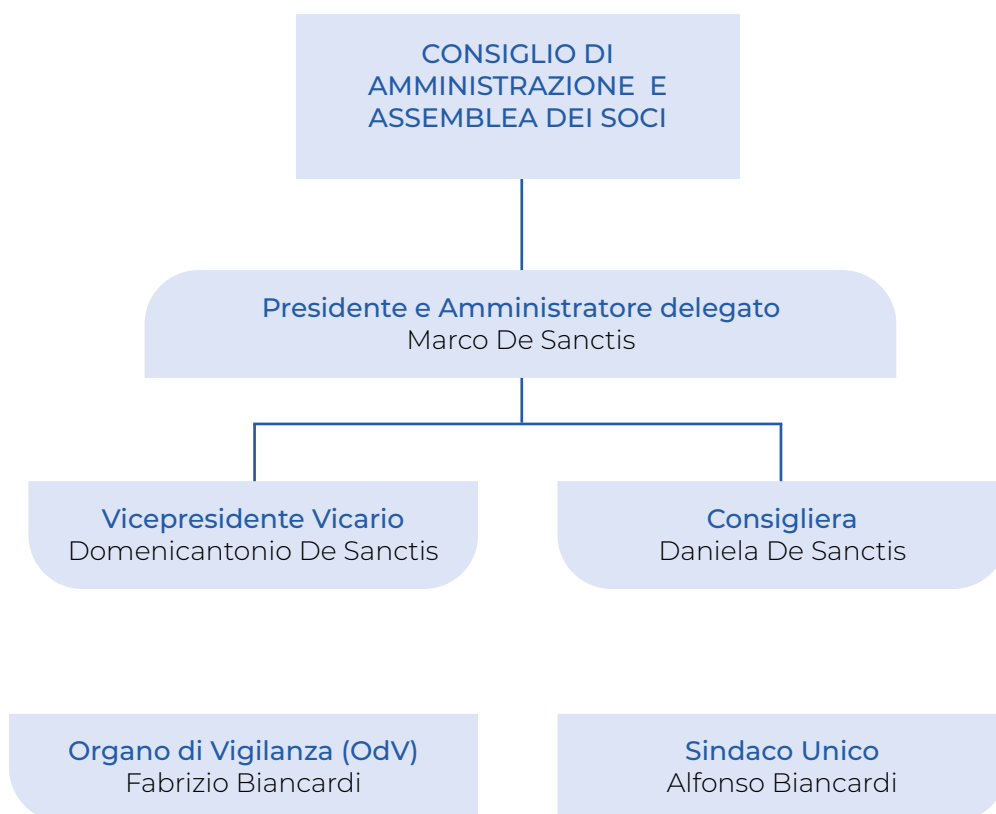 CONSIGLIO DI
AMMINISTRAZIONE E
ASSEMBLEA DEI SOCI
Presidente e Amministratore delegato
Marco De Sanctis
Vicepresidente Vicario
Domenicantonio De Sanctis
Consigliera
Daniela De Sanctis
Organo di Vigilanza (OdV)
Fabrizio Biancardi
Sindaco Unico
Alfonso Biancardi